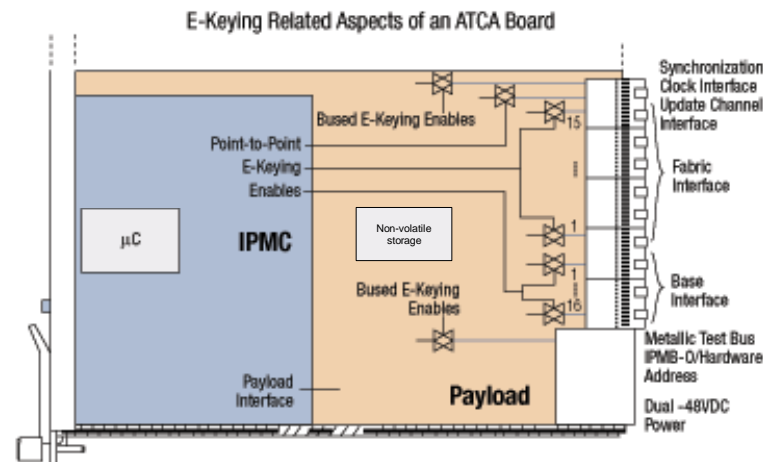 E-Keying Related Aspects of an ATCA Board
Synchronization
Clock Interface
Update Channel
Interface
Bused E-Keying Enables
15
Point-to-Point
E-Keying
Enables
Fabric
Interface
μC
IPMC
Non-volatile
storage
1
1
Bused E-Keying
Enables
16
Base
Interface
Metallic Test Bus
IPMB-0/Hardware
Address
Payload
Interface
Payload
Dual -48VDC
Power